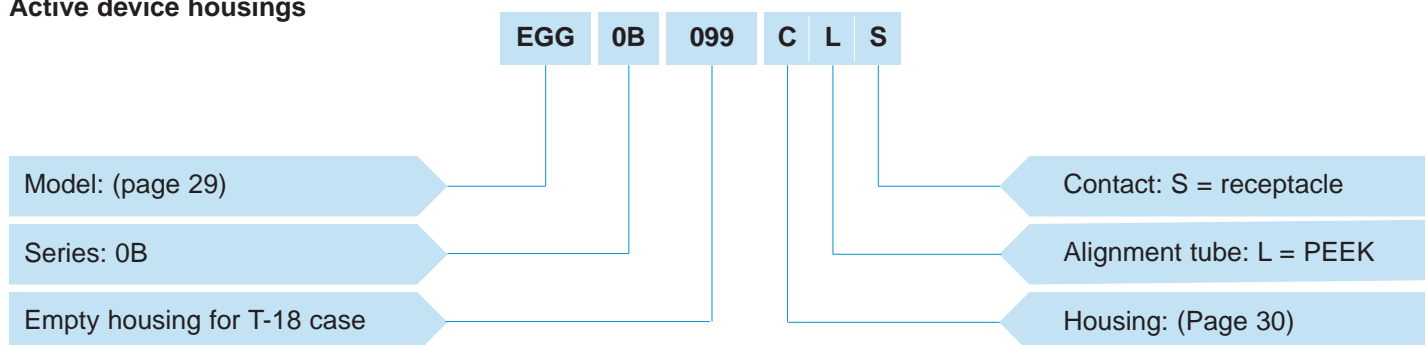 Active device housings
EGG 0B 099 C L S
Model: (page 29)
Series: 0B
Empty housing for T-18 case
Contact: S = receptacle
Alignment tube: L = PEEK
Housing: (Page 30)